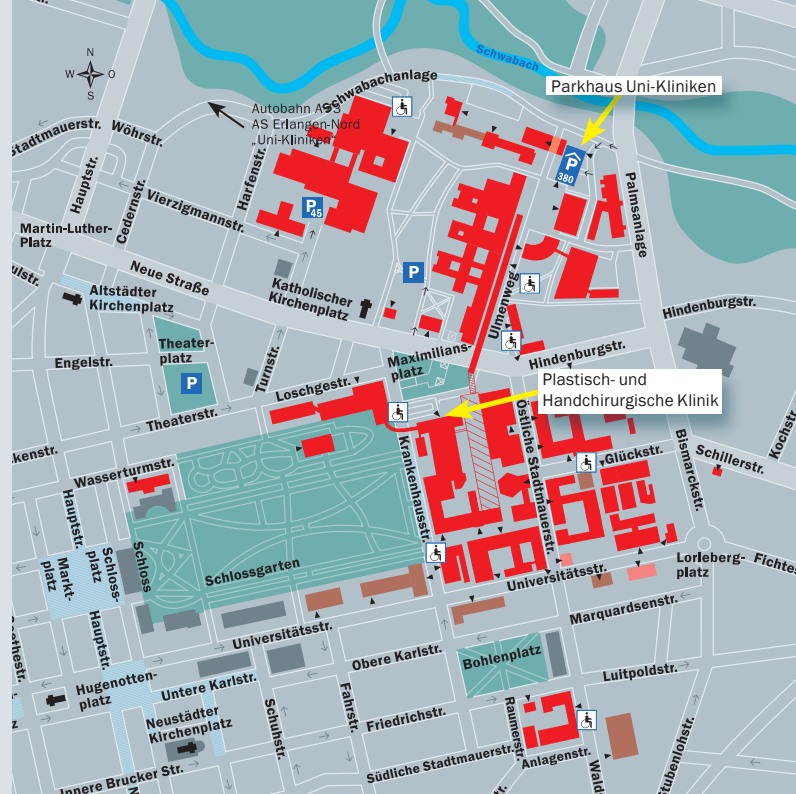 Schwabach
N
W
O
S
Schwabachanlage
Parkhaus Uni-Kliniken
Autobahn A 73
AS Erlangen-Nord
„Uni-Kliniken"
Stadtmauerstr.
Wöhrstr.
Hauptstr.
Cedernstr.
Harfenstr.
Vierzigmannstr.
P
45
P
380
Palmsanlage
Martin-Luther-
Platz
Neue Straße
Altstädter
Kirchenplatz
Katholischer
Kirchenplatz
P
Ulmenweg
Hindenburgstr.
Theater-
platz
P
Engelstr.
Turnstr.
Maximilians-
platz
Hindenburgstr.
Loschgestr.
Plastisch- und
Handchirurgische Klinik
Theaterstr.
Krankenhausstr.
Östliche Stadtmauerstr.
Bismarckstr.
Kochstr.
Schillerstr.
Glückstr.
Wasserturmstr.
Hauptstr.
Markt-
platz
Schloss-
platz
Schloss
Schlossgarten
Universitätsstr.
Lorleberg-
platz
Hauptstr.
Universitätsstr.
Marquardsenstr.
Obere Karlstr.
Bohlenplatz
Luitpoldstr.
Hugenotten-
platz
Untere Karlstr.
Neustädter
Kirchenplatz
Schuhstr.
Fahrstr.
Friedrichstr.
Raumerstr.
Südliche Stadtmauerstr.
Anlagenstr.
Stubenlohstr.
Innere Brucker Str.